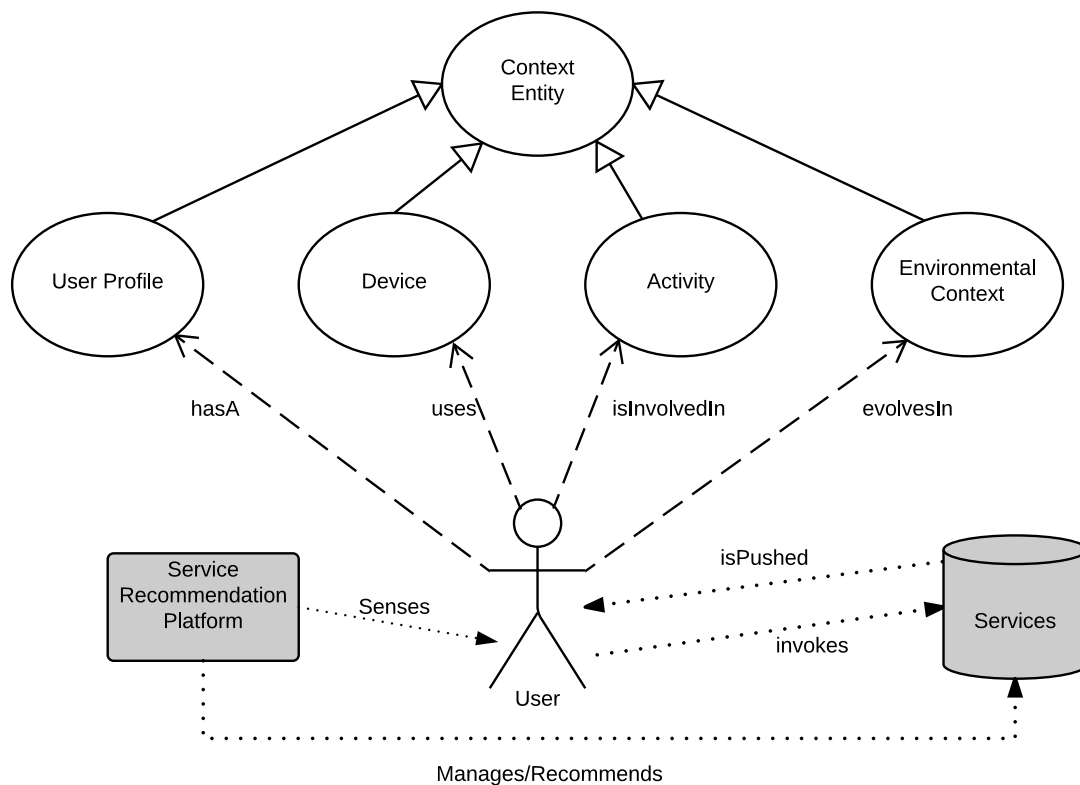 Context
Entity
User Profile
Device
Activity
Environmental
Context
hasA
uses
isInvolvedIn
evolvesIn
Service
Recommendation
Platform
Senses
isPushed
Services
invokes
User
Manages/Recommends